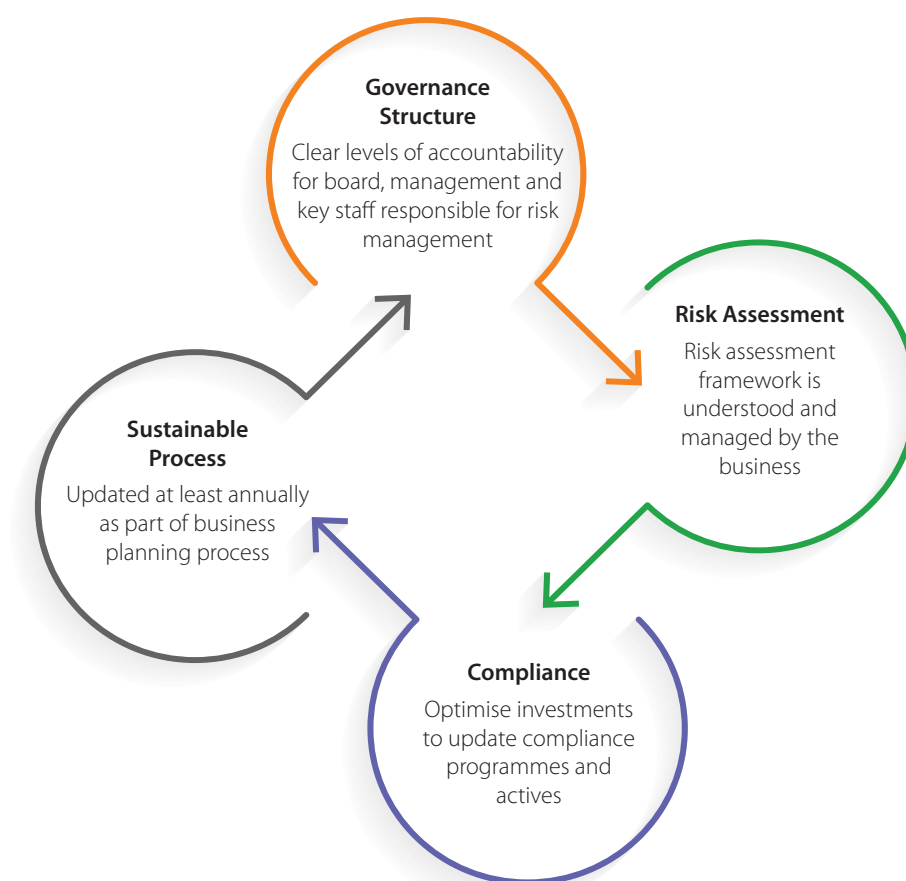 Governance
Structure
Clear levels of accountability
for board, management and
key staff responsible for risk
management
Risk Assessment
Risk assessment
framework is
understood and
managed by the
business
Compliance
Optimise investments
to update compliance
programmes and
actives
Sustainable
Process
Updated at least annually
as part of business
planning process